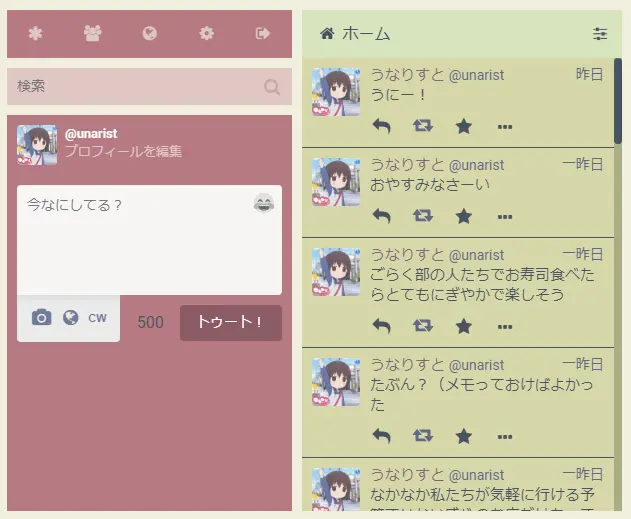 検索
@unarist
プロフィールを編集
今なにしてる？
CW
500
トゥート！
ホーム
うなりすと @unarist 昨日
うにー！
うなりすと @unarist 一昨日
おやすみなさーい
うなりすと @unarist 一昨日
ごらく部の人たちでお寿司食べた
らとてもにぎやかで楽しそう
うなりすと @unarist 一昨日
たぶん？（メモっておけばよかっ
た
うなりすと @unarist 一昨日
なかなか私たちが気軽に行ける予